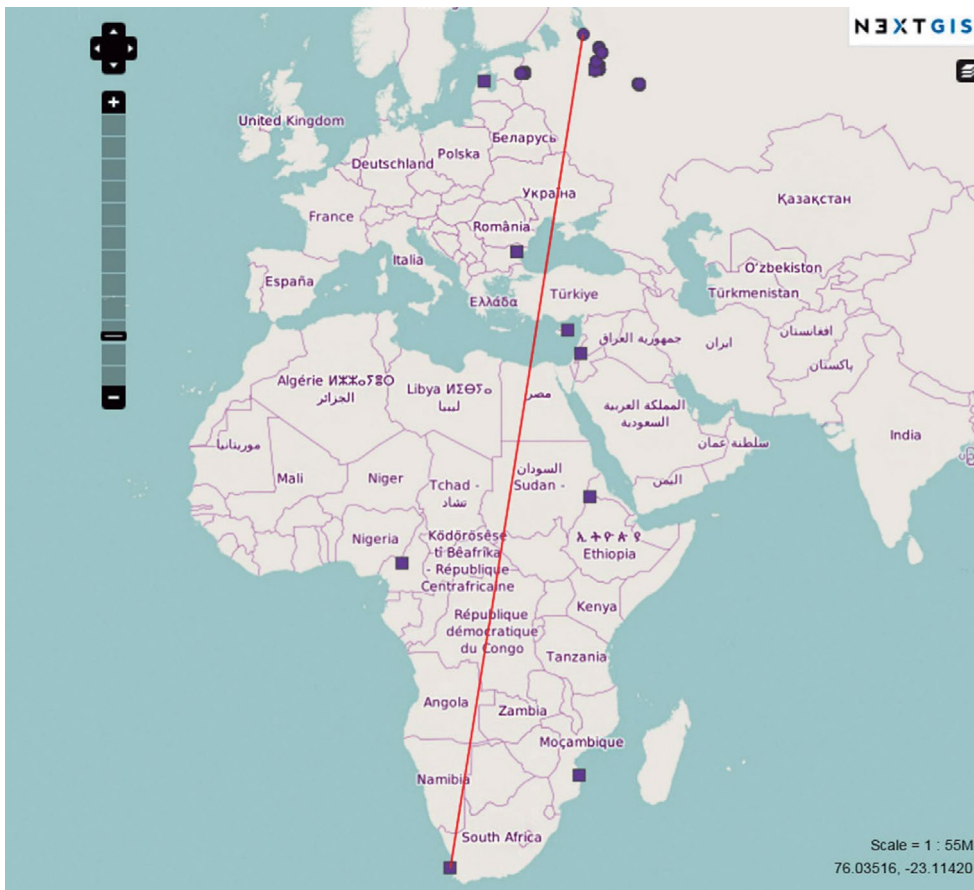 NEXTGIS
United Kingdom
Беларусь
Polska
Deutschland
Україна
Қазақстан
France
România
Italia
O'zbekiston
España
Türkiye
Türkmenistan
Ελλάδα
افغانستان
جمهورية العراق
ایران
پاکستان
Algérie ⵍⵣⵣⴰⵢⴻⵔ
الجزائر
Libya ⵍⵉⴱⵢⴰ
ليبيا
مصر
المملكة العربية
السعودية
India
موريتانيا
سلطنة عمان
Mali
Niger
Tchad -
تشاد
السودان
Sudan -
اليمن
Nigeria
Ködörösêse
tî Bêafrîka
- République
Centrafricaine
ኢትዮጵያ
Ethiopia
Kenya
République
démocratique
du Congo
Tanzania
Angola
Zambia
Moçambique
Namibia
South Africa
Scale = 1 : 55M
76.03516, -23.11420